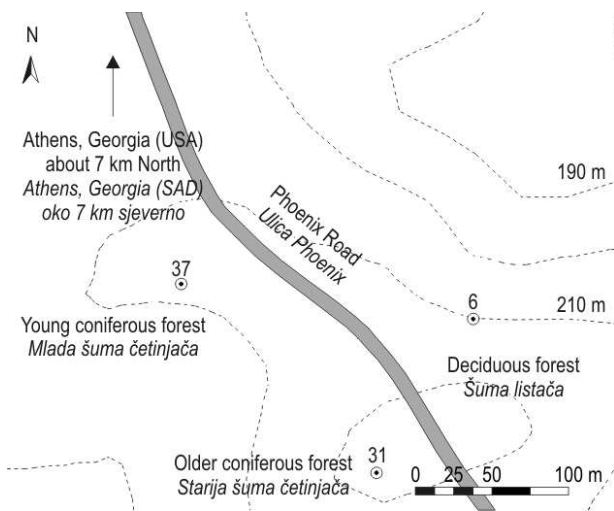 N
Athens, Georgia (USA)
about 7 km North
Athens, Georgia (SAD)
oko 7 km sjeverno
190 m
Phoenix Road
Ulica Phoenix
37
6
210 m
Young coniferous forest
Mlada šuma četinjača
Deciduous forest
Šuma listača
31
Older coniferous forest
Starija šuma četinjača
0 25 50 100 m